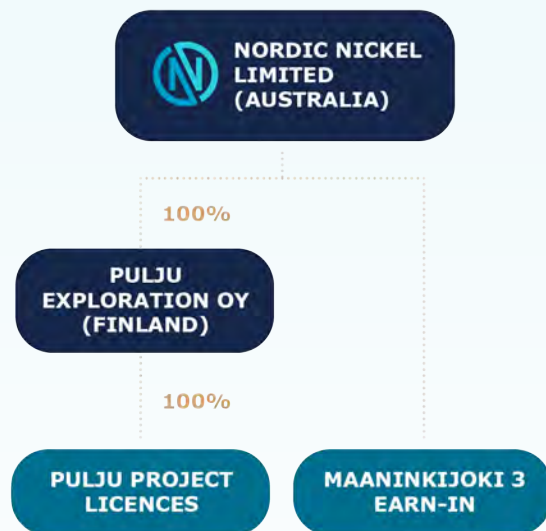 NORDIC NICKEL
LIMITED
(AUSTRALIA)
100%
PULJU
EXPLORATION OY
(FINLAND)
100%
PULJU PROJECT
LICENCES
MAANINKIJOKI 3
EARN-IN